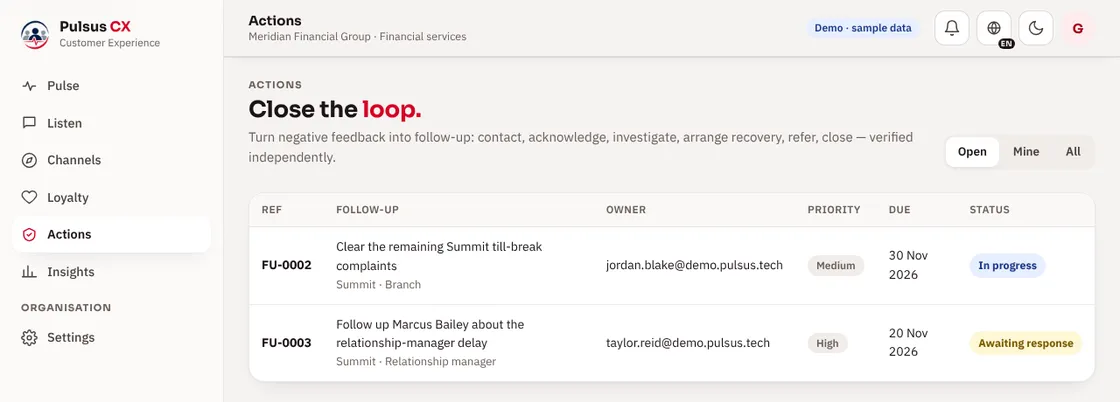 Pulsus CX
Customer Experience
Pulse
Listen
Channels
Loyalty
Actions
Insights
ORGANISATION
Settings
Actions
Meridian Financial Group · Financial services
Demo · sample data
EN
G
ACTIONS
Close the loop.
Turn negative feedback into follow-up: contact, acknowledge, investigate, arrange recovery, refer, close — verified
independently.
Open Mine All
REF FOLLOW-UP OWNER PRIORITY DUE STATUS
FU-0002
Clear the remaining Summit till-break
complaints
Summit · Branch
jordan.blake@demo.pulsus.tech
Medium
30 Nov
2026
In progress
FU-0003
Follow up Marcus Bailey about the
relationship-manager delay
Summit · Relationship manager
taylor.reid@demo.pulsus.tech
High
20 Nov
2026
Awaiting response